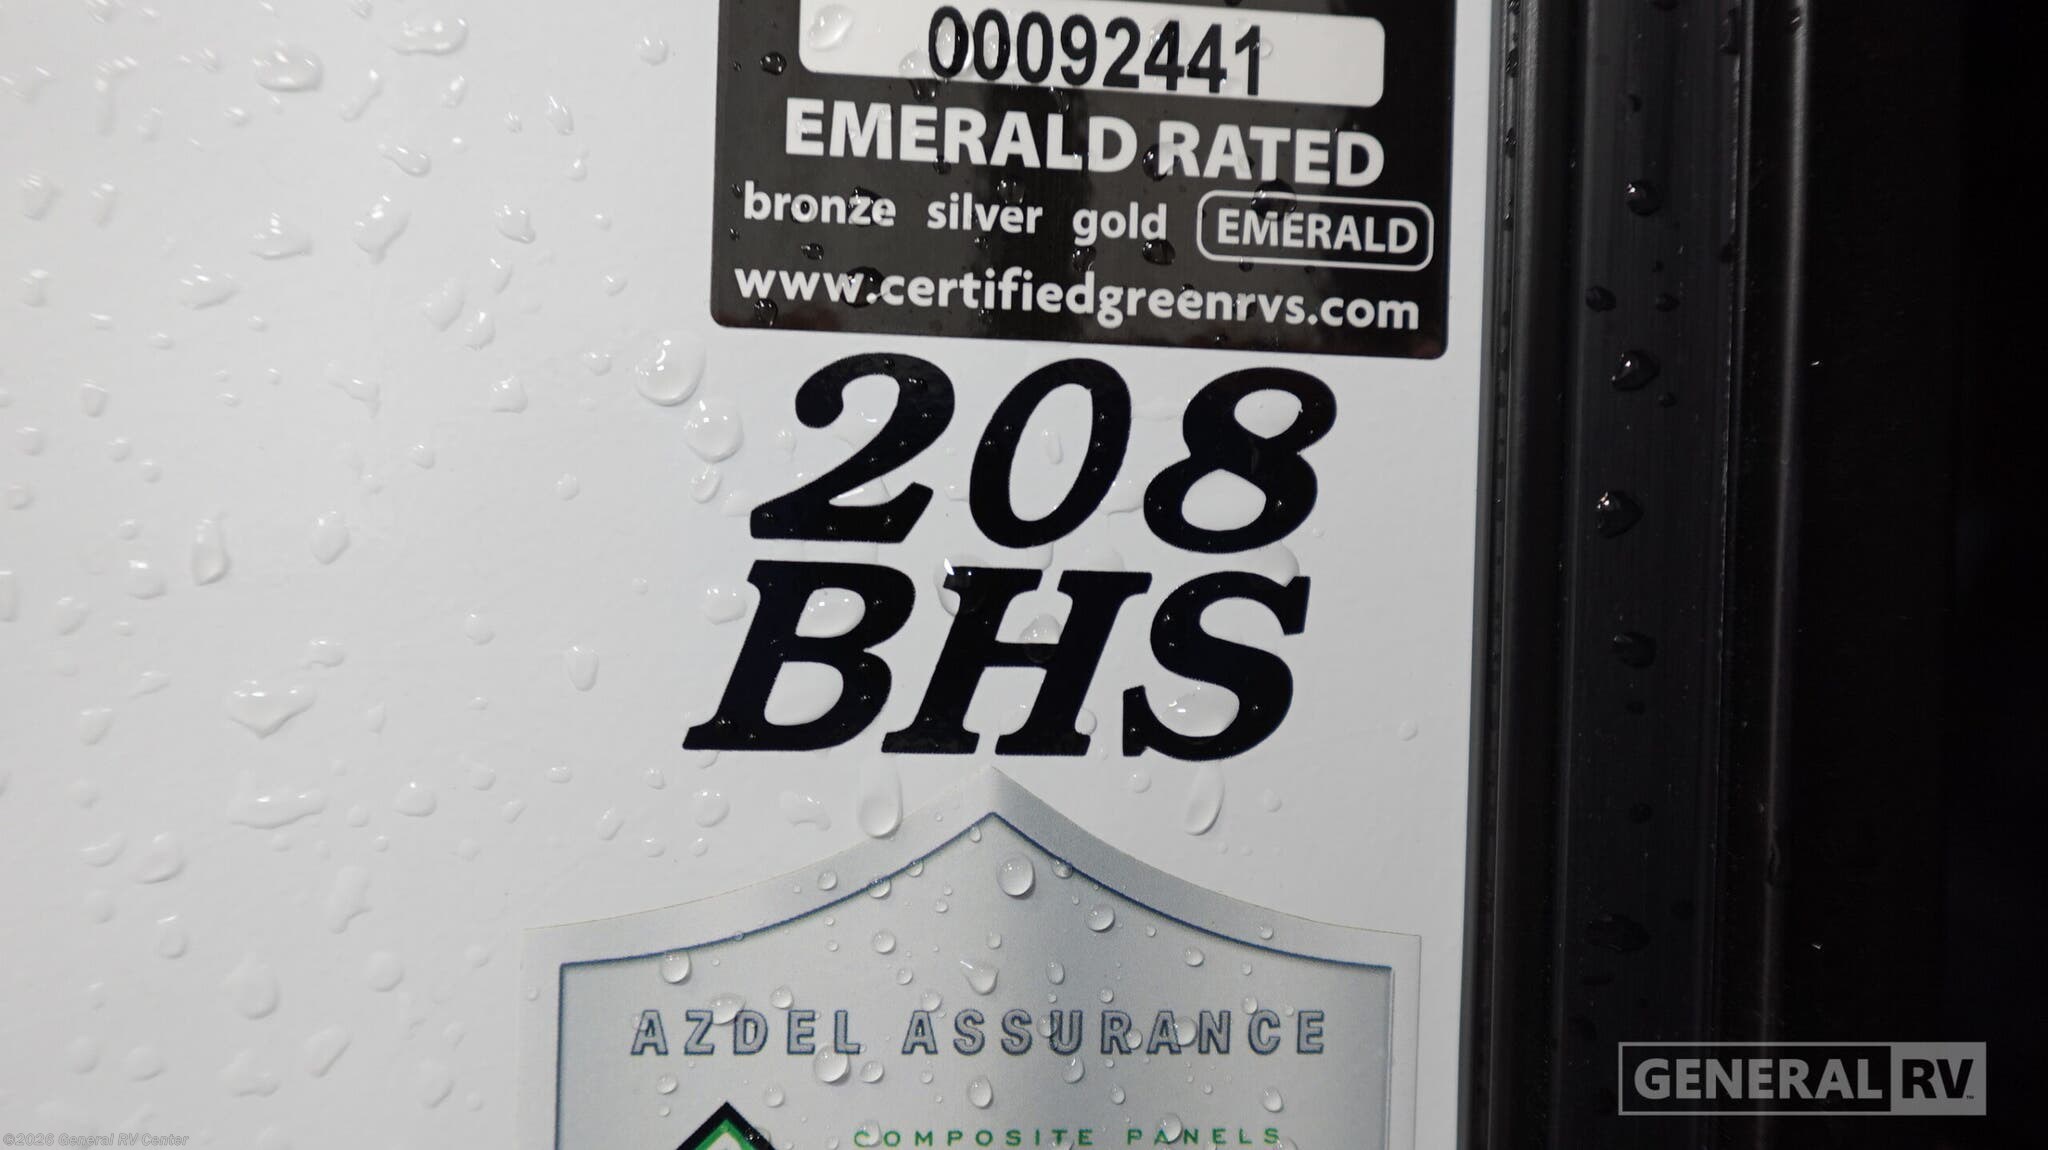 00092441
EMERALD RATED
bronze silver gold EMERALD
www.certifiedgreenrvs.com
208
BHS
AZDEL ASSURANCE
COMPOSITE PANELS
GENERAL RV™
©2026 General RV Center